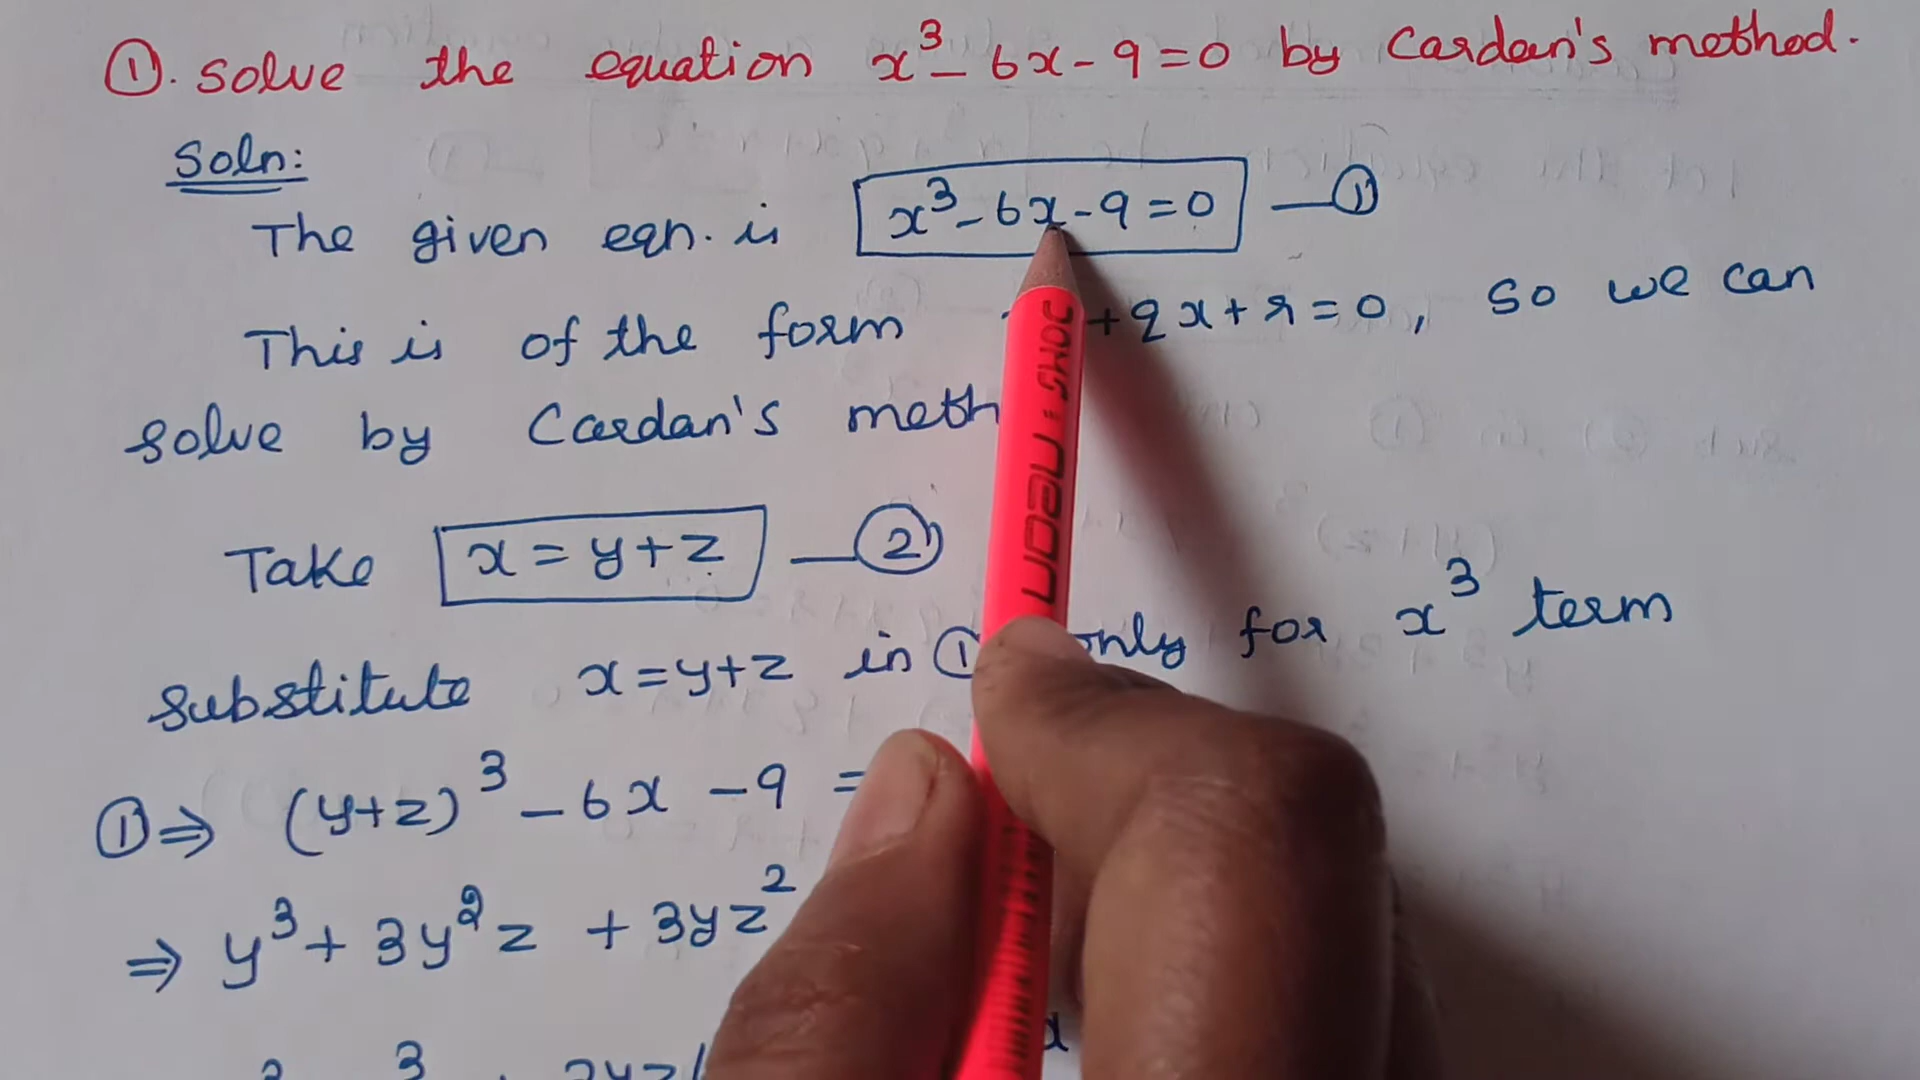 ①. solve the equation x³-6x-9=0 by Cardan's method.
Soln:
The given eqn. is x³-6x-9=0 —①
This is of the form +qx+r=0, so we can
solve by Cardan's meth
Take x=y+z —②
substitute x=y+z in ① only for x³ term
①⇒ (y+z)³-6x-9=
⇒ y³+3y²z+3yz²
neon